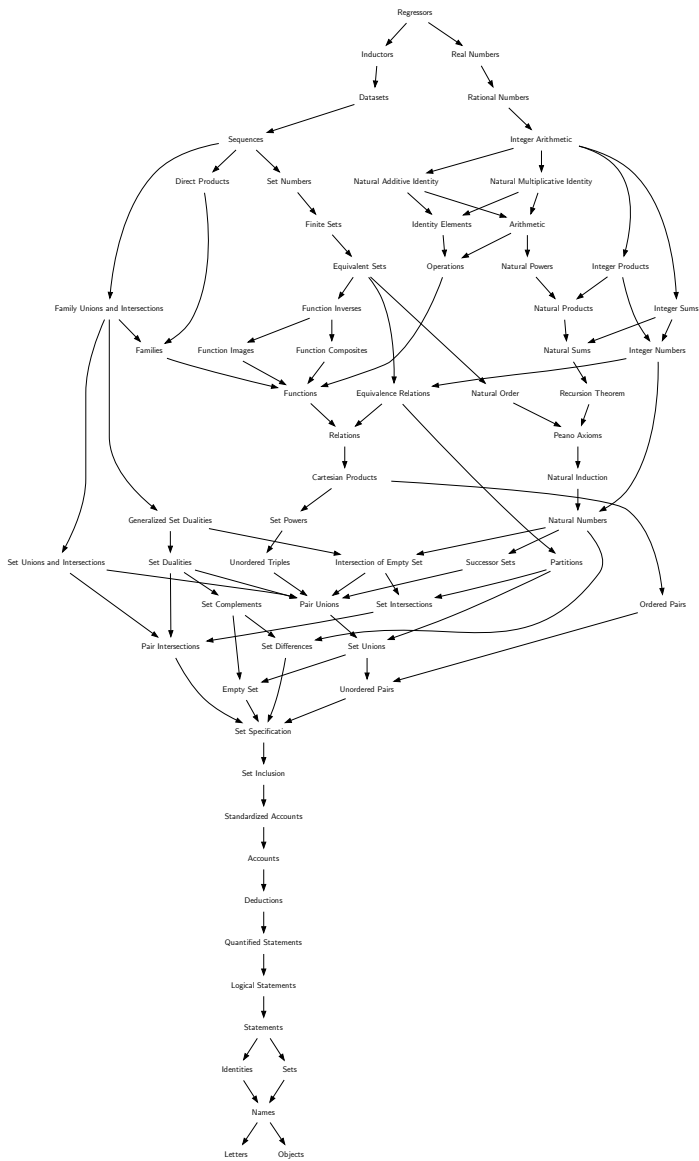 Regressors
Inductors
Real Numbers
Datasets
Rational Numbers
Sequences
Integer Arithmetic
Direct Products
Set Numbers
Natural Additive Identity
Natural Multiplicative Identity
Finite Sets
Identity Elements
Arithmetic
Equivalent Sets
Operations
Natural Powers
Integer Products
Family Unions and Intersections
Function Inverses
Natural Products
Integer Sums
Families
Function Images
Function Composites
Natural Sums
Integer Numbers
Functions
Equivalence Relations
Natural Order
Recursion Theorem
Relations
Peano Axioms
Cartesian Products
Natural Induction
Generalized Set Dualities
Set Powers
Natural Numbers
Set Unions and Intersections
Set Dualities
Unordered Triples
Intersection of Empty Set
Successor Sets
Partitions
Set Complements
Pair Unions
Set Intersections
Ordered Pairs
Pair Intersections
Set Differences
Set Unions
Empty Set
Unordered Pairs
Set Specification
Set Inclusion
Standardized Accounts
Accounts
Deductions
Quantified Statements
Logical Statements
Statements
Identities
Sets
Names
Letters
Objects